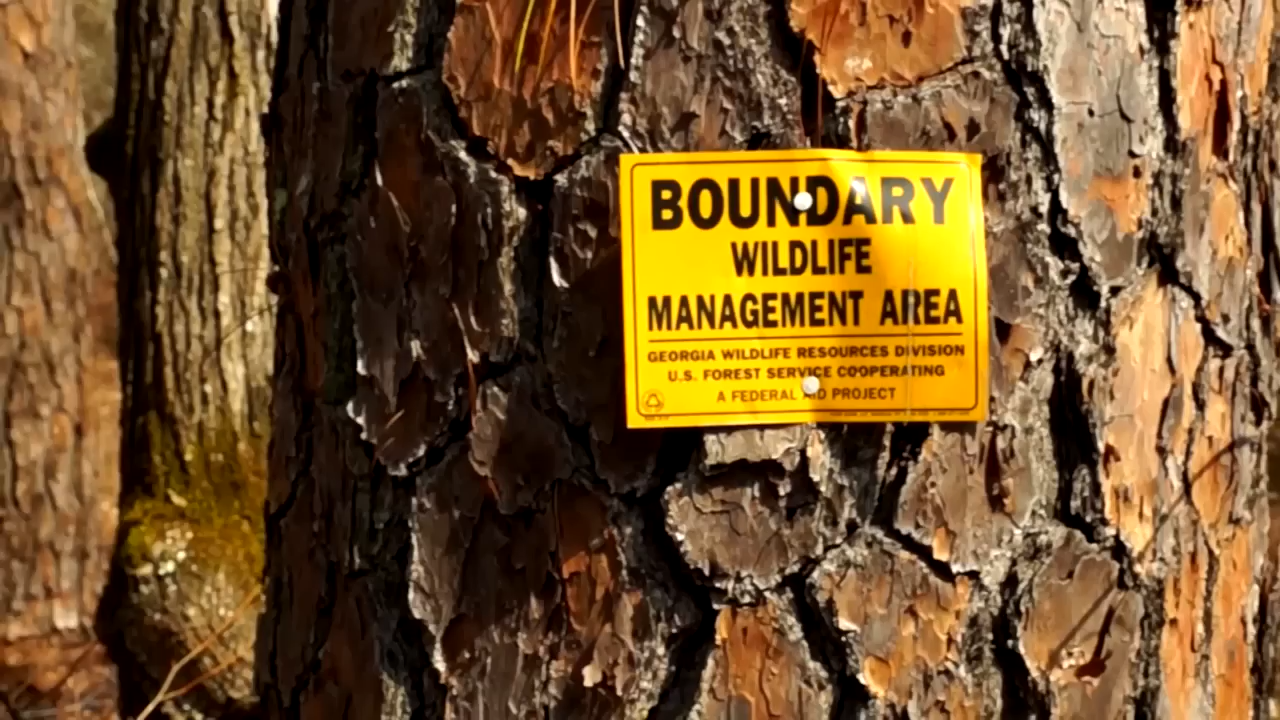 BOUNDARY
WILDLIFE
MANAGEMENT AREA
GEORGIA WILDLIFE RESOURCES DIVISION
U.S. FOREST SERVICE COOPERATING
A FEDERAL AID PROJECT